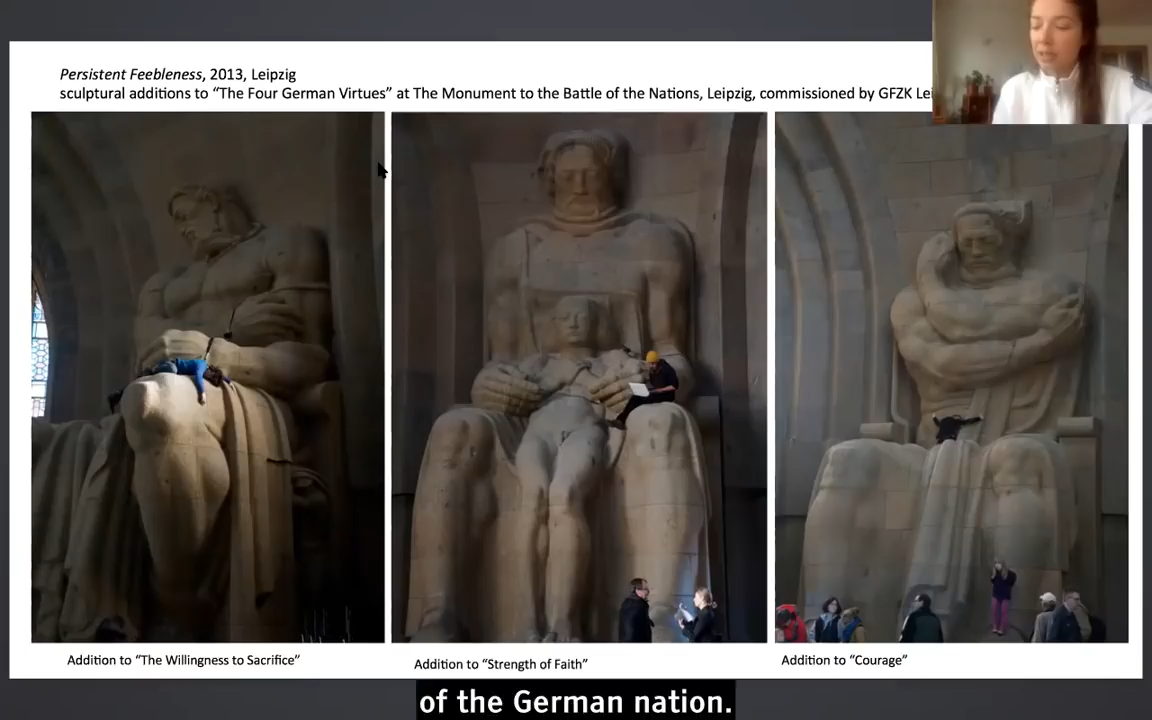 Persistent Feebleness, 2013, Leipzig
sculptural additions to “The Four German Virtues” at The Monument to the Battle of the Nations, Leipzig, commissioned by GFZK
Addition to “The Willingness to Sacrifice”
Addition to “Strength of Faith”
Addition to “Courage”
of the German nation.